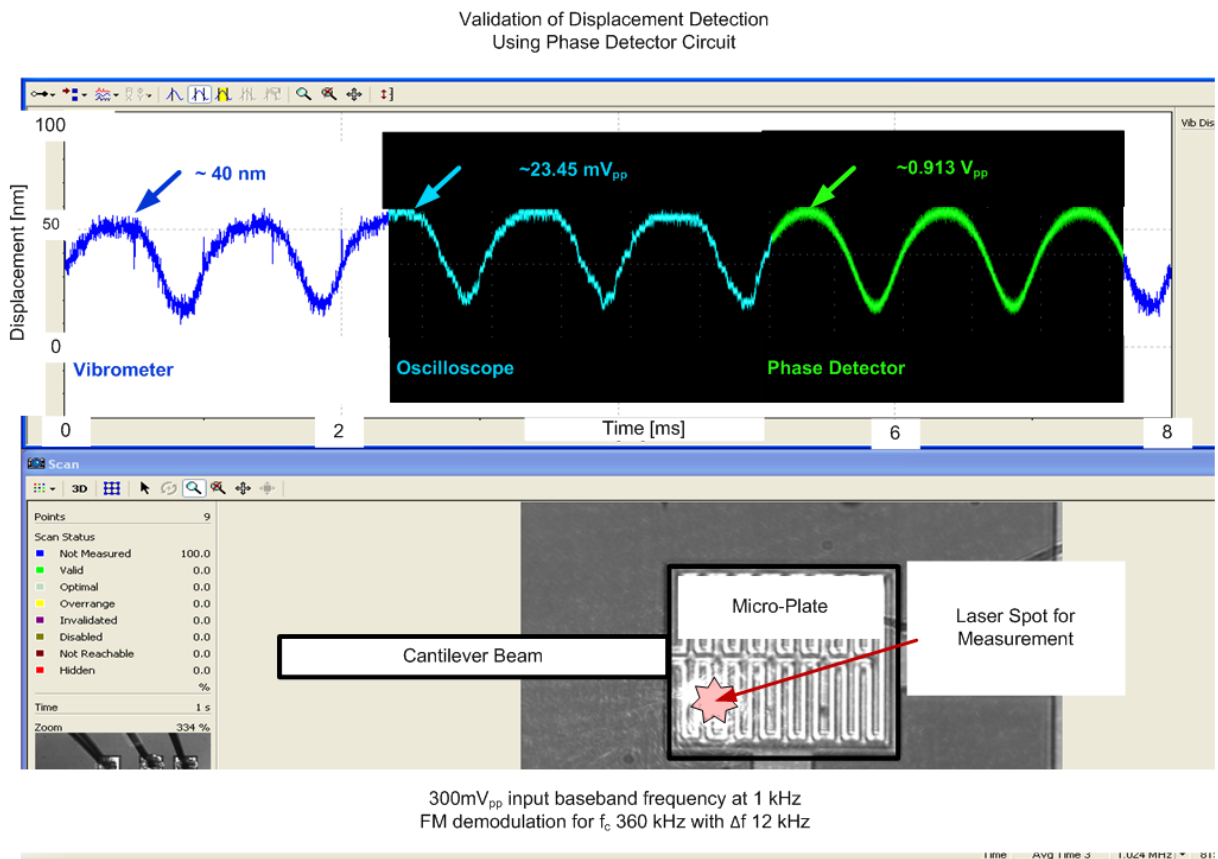 Validation of Displacement Detection
Using Phase Detector Circuit
100
Vib Dis
~ 40 nm
~23.45 mVpp
~0.913 Vpp
Displacement [nm]
50
0
Vibrometer
Oscilloscope
Phase Detector
0
2
Time [ms]
6
8
Scan
3D
Points 9
Scan Status
Not Measured 100.0
Valid 0.0
Optimal 0.0
Overrange 0.0
Invalidated 0.0
Disabled 0.0
Not Reachable 0.0
Hidden 0.0
%
Time 1 s
Zoom 334 %
Micro-Plate
Cantilever Beam
Laser Spot for
Measurement
300mVpp input baseband frequency at 1 kHz
FM demodulation for fc 360 kHz with Δf 12 kHz
Time Avg Time 3 1.024 MHz